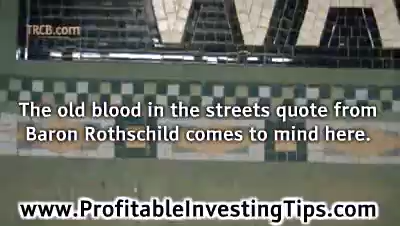 TRCB.com
WA
The old blood in the streets quote from
Baron Rothschild comes to mind here.
www.ProfitableInvestingTips.com